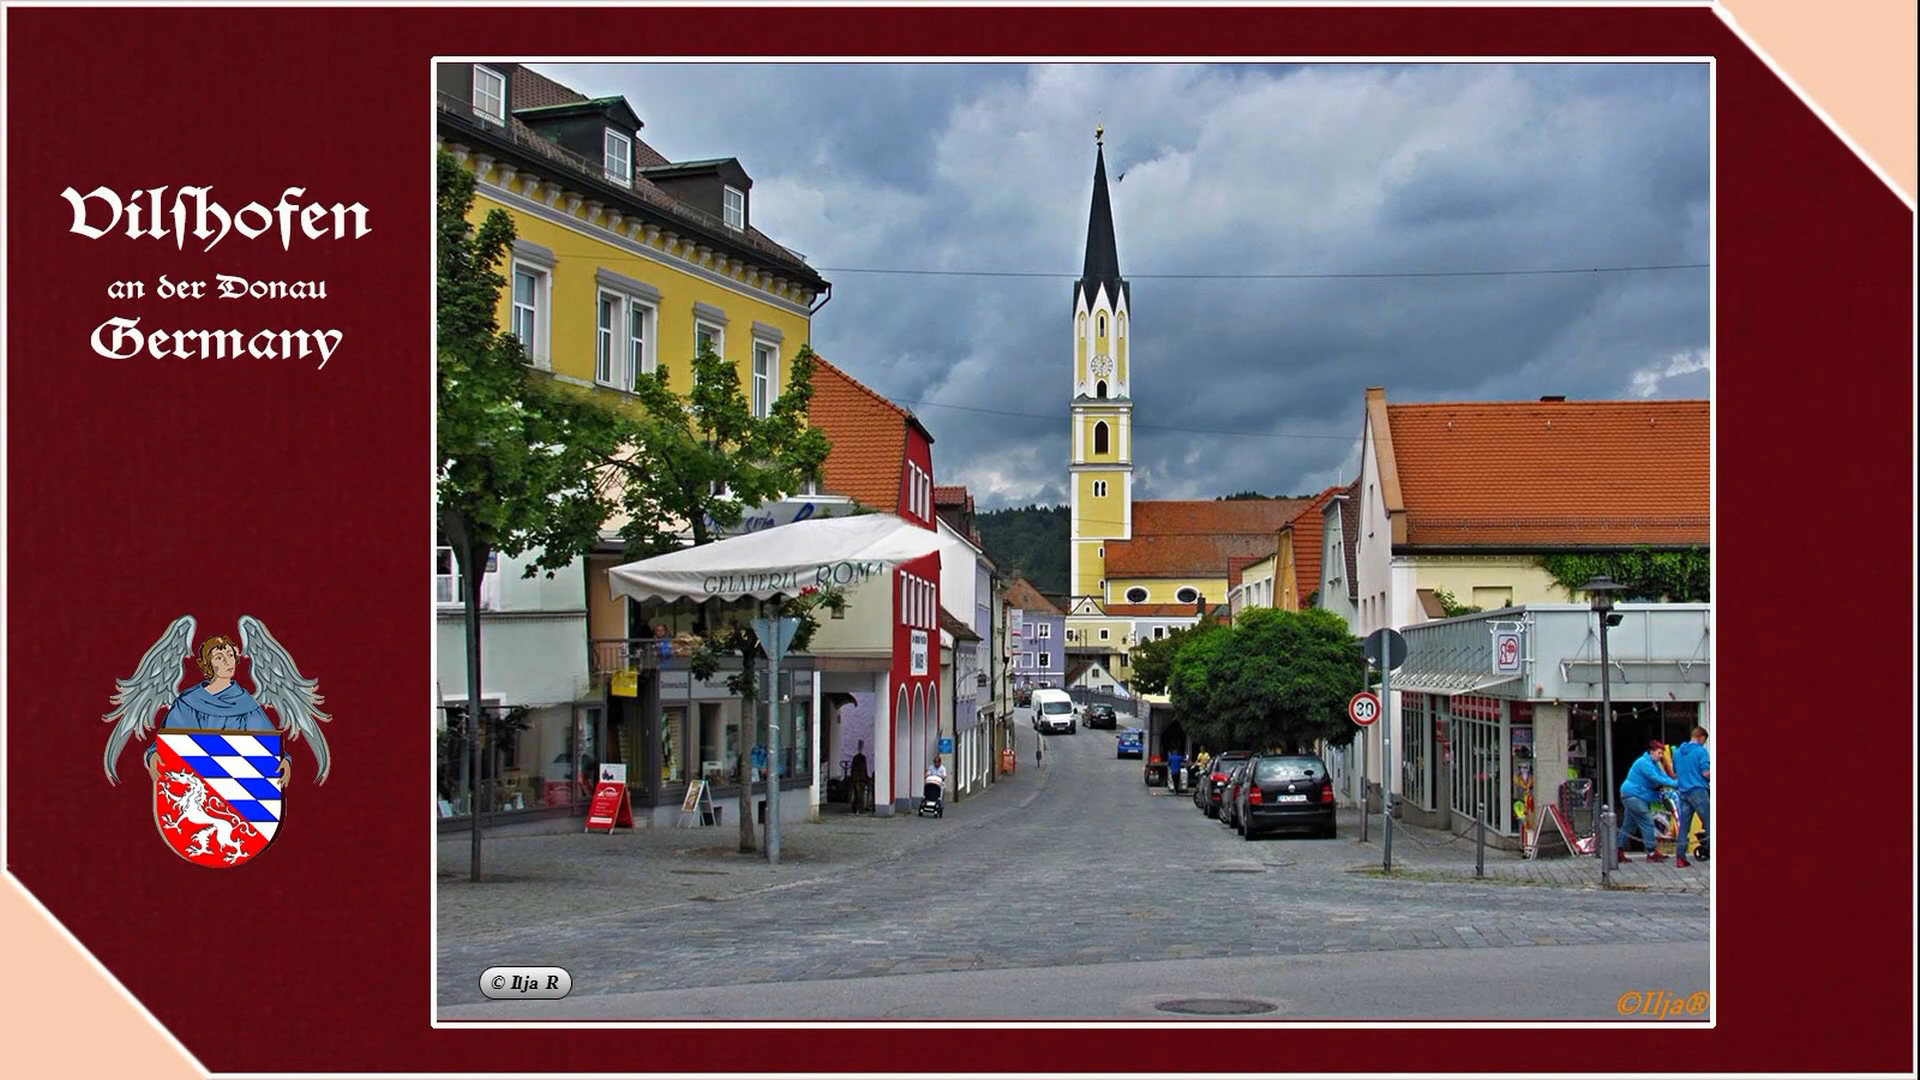 Vilſhofen
an der Donau
Germany
GELATERIA ROMA
30
© Ilja R
©Ilja®